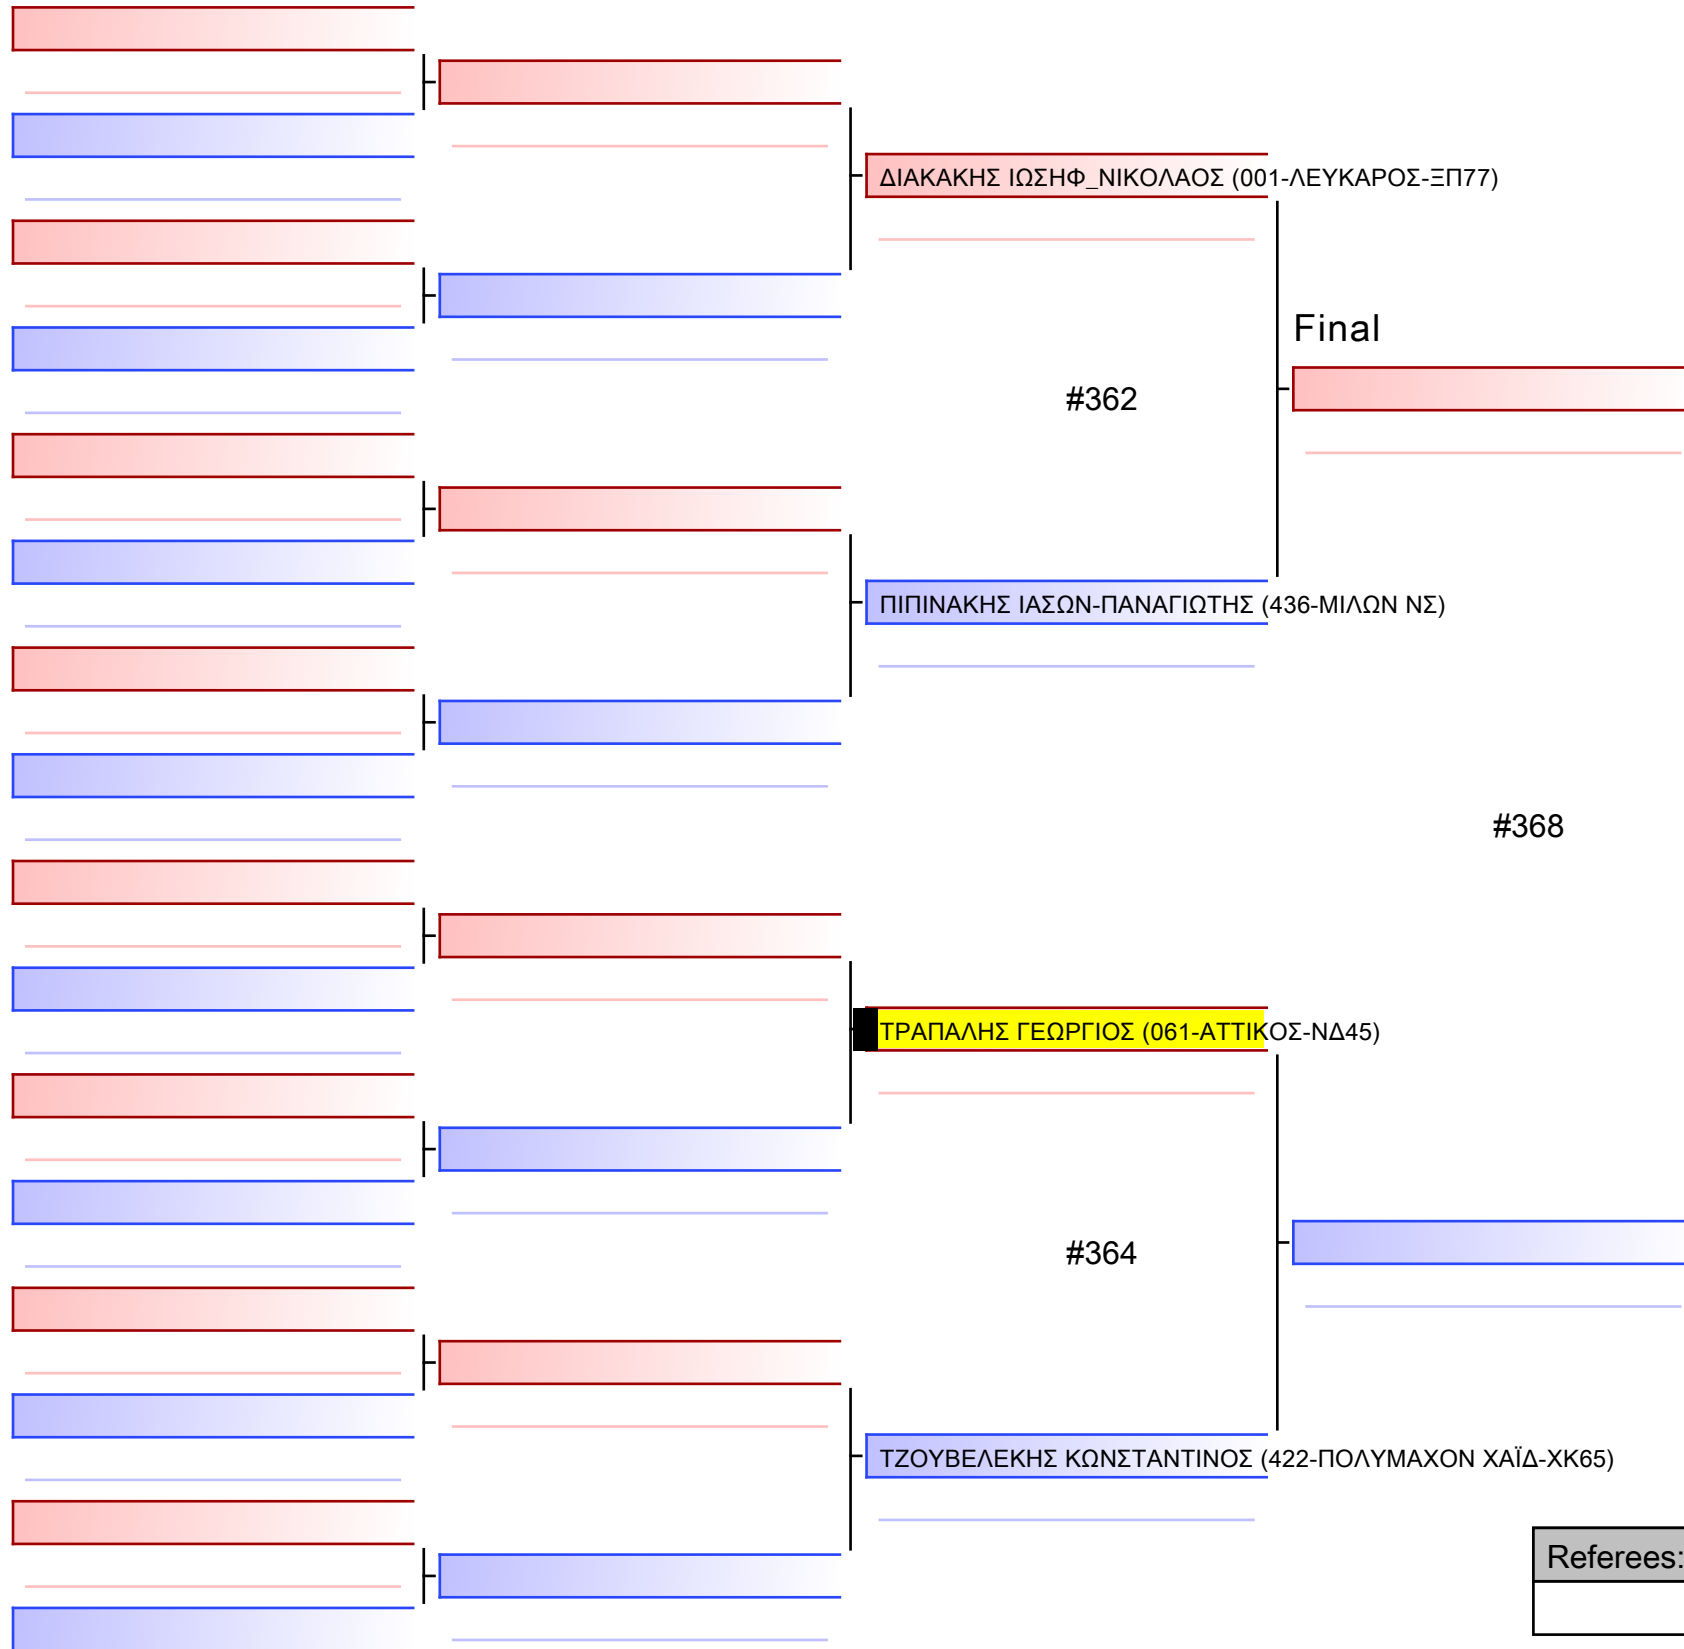 ΔΙΑΚΑΚΗΣ ΙΩΣΗΦ_ΝΙΚΟΛΑΟΣ (001-ΛΕΥΚΑΡΟΣ-ΞΠ77)
Final
#362
ΠΙΠΙΝΑΚΗΣ ΙΑΣΩΝ-ΠΑΝΑΓΙΩΤΗΣ (436-ΜΙΛΩΝ ΝΣ)
#368
ΤΡΑΠΑΛΗΣ ΓΕΩΡΓΙΟΣ (061-ΑΤΤΙΚΟΣ-ΝΔ45)
#364
ΤΖΟΥΒΕΛΕΚΗΣ ΚΩΝΣΤΑΝΤΙΝΟΣ (422-ΠΟΛΥΜΑΧΟΝ ΧΑΪΔ-ΧΚ65)
Referees: